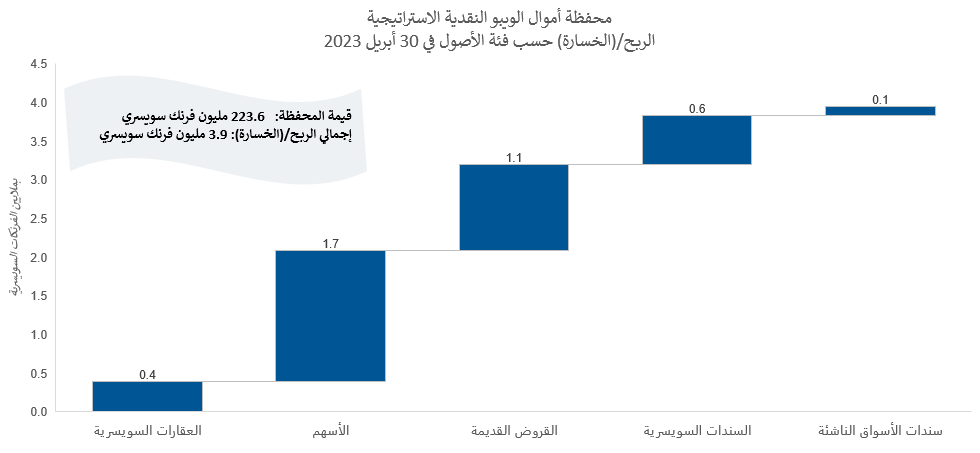 محفظة أموال الويبو النقدية الاستراتيجية
الربح/(الخسارة) حسب فئة الأصول في 30 أبريل 2023
قيمة المحفظة: 223.6 مليون فرنك سويسري
إجمالي الربح/(الخسارة): 3.9 مليون فرنك سويسري
بملايين الفرنكات السويسرية
4.5
4.0
3.5
3.0
2.5
2.0
1.5
1.0
0.5
0.0
0.4
1.7
1.1
0.6
0.1
العقارات السويسرية
الأسهم
القروض القديمة
السندات السويسرية
سندات الأسواق الناشئة